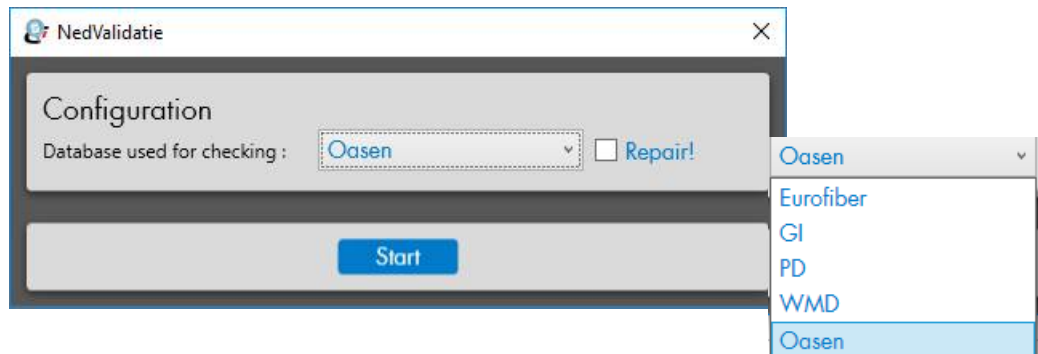 NedValidatie
Configuration
Database used for checking : Oasen Repair!
Start
Oasen
Eurofiber
GI
PD
WMD
Oasen